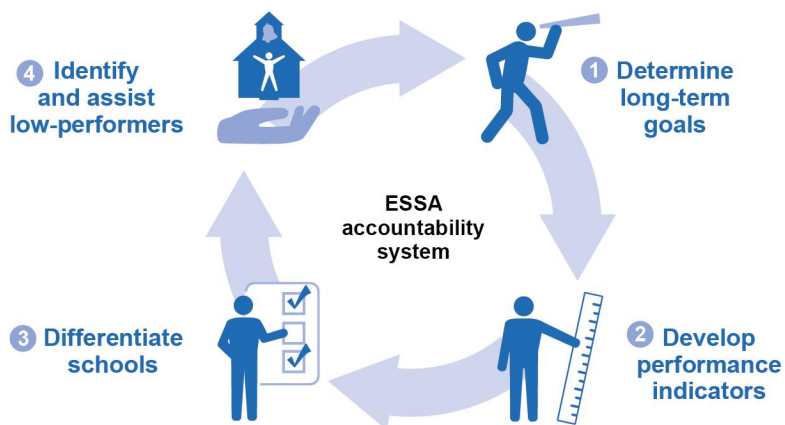 1 Determine
long-term
goals
2 Develop
performance
indicators
3 Differentiate
schools
4 Identify
and assist
low-performers
ESSA
accountability
system